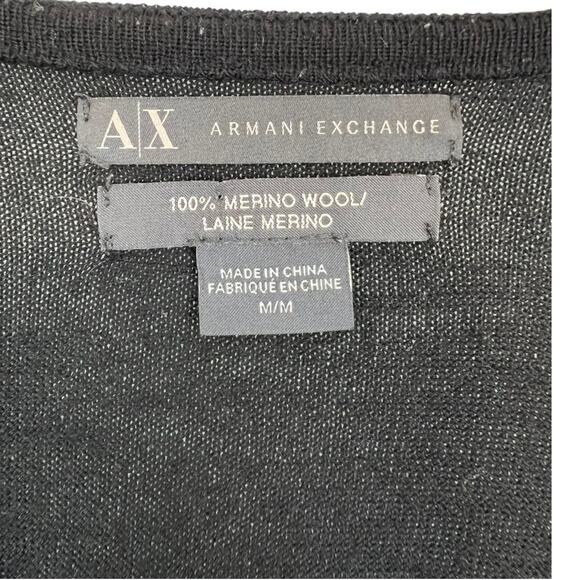 A|X ARMANI EXCHANGE
100% MERINO WOOL/
LAINE MERINO
MADE IN CHINA
FABRIQUÉ EN CHINE
M/M